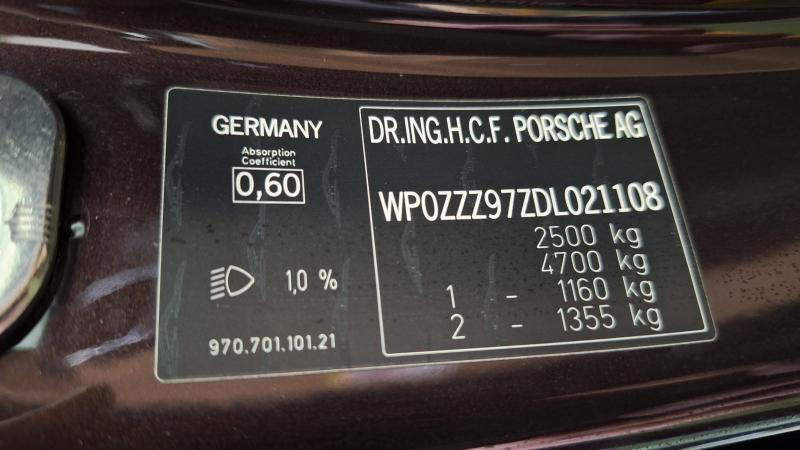 GERMANY
Absorption
Coefficient
0,60
1,0 %
970.701.101.21
DR.ING.H.C.F. PORSCHE AG
WP0ZZZ97ZDL021108
2500 kg
4700 kg
1 - 1160 kg
2 - 1355 kg